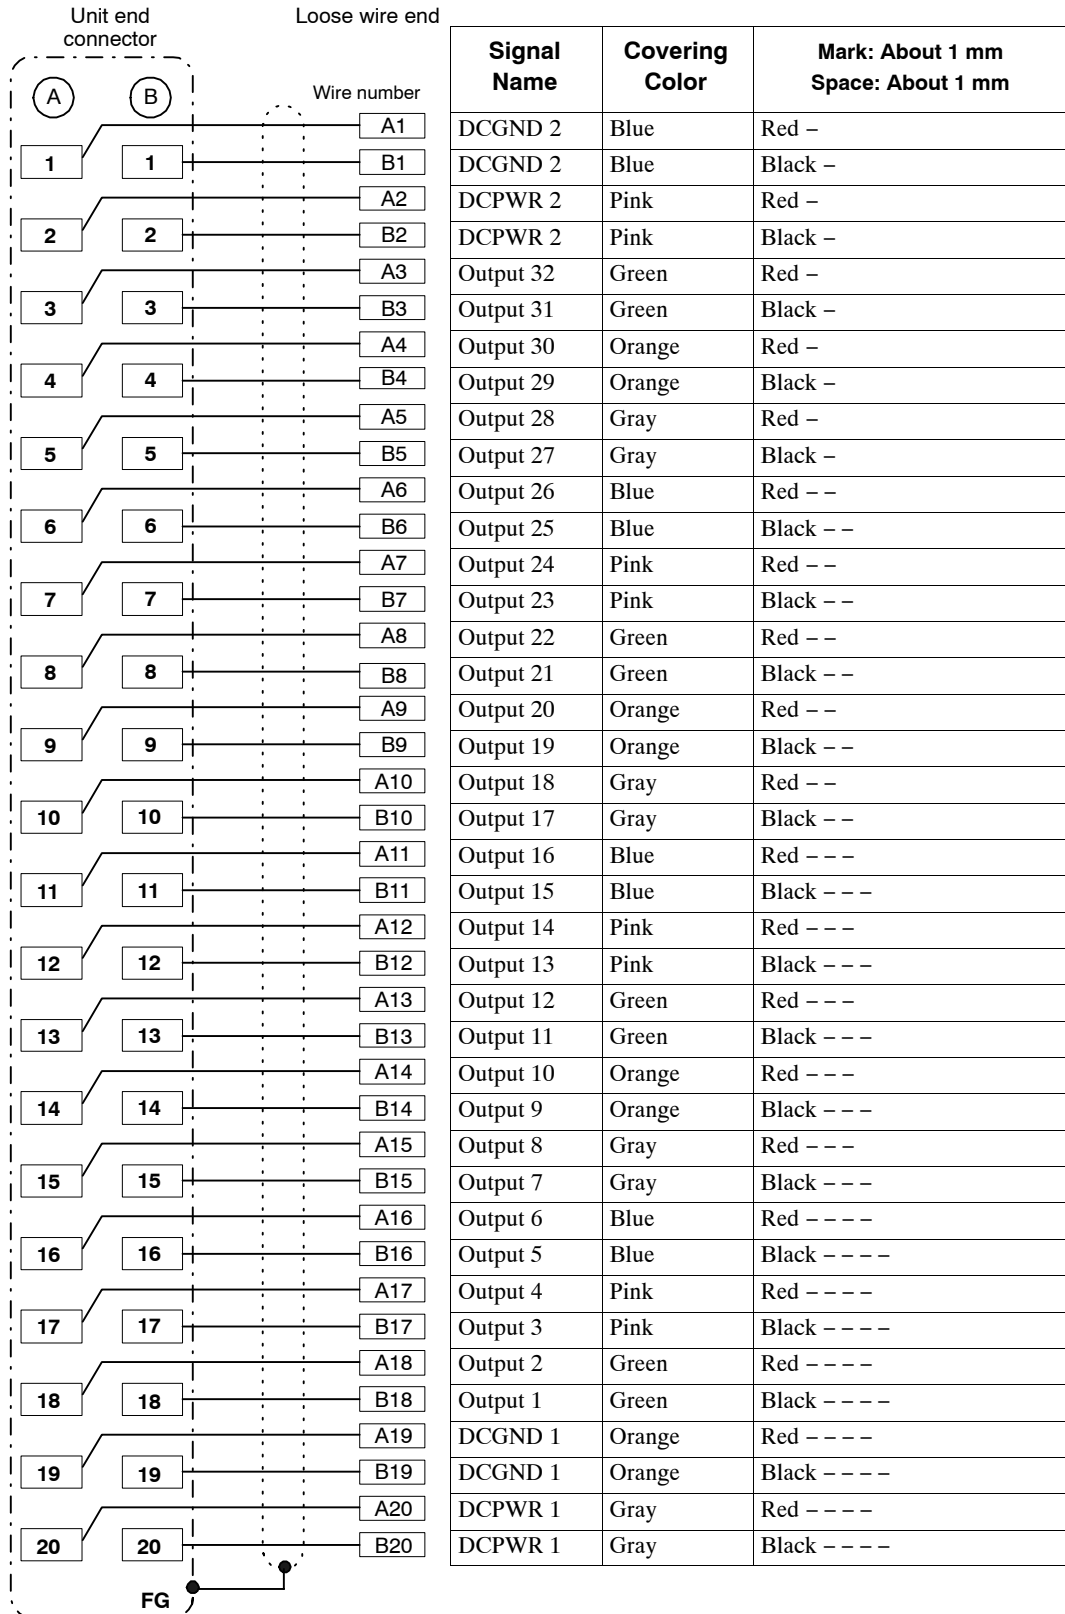 Unit end Loose wire end
connector
Signal Name Covering Color Mark: About 1 mm Space: About 1 mm
A B Wire number
A1 DCGND 2 Blue Red −
1 1 B1 DCGND 2 Blue Black −
A2 DCPWR 2 Pink Red −
2 2 B2 DCPWR 2 Pink Black −
A3 Output 32 Green Red −
3 3 B3 Output 31 Green Black −
A4 Output 30 Orange Red −
4 4 B4 Output 29 Orange Black −
A5 Output 28 Gray Red −
5 5 B5 Output 27 Gray Black −
A6 Output 26 Blue Red − −
6 6 B6 Output 25 Blue Black − −
A7 Output 24 Pink Red − −
7 7 B7 Output 23 Pink Black − −
A8 Output 22 Green Red − −
8 8 B8 Output 21 Green Black − −
A9 Output 20 Orange Red − −
9 9 B9 Output 19 Orange Black − −
A10 Output 18 Gray Red − −
10 10 B10 Output 17 Gray Black − −
A11 Output 16 Blue Red − − −
11 11 B11 Output 15 Blue Black − − −
A12 Output 14 Pink Red − − −
12 12 B12 Output 13 Pink Black − − −
A13 Output 12 Green Red − − −
13 13 B13 Output 11 Green Black − − −
A14 Output 10 Orange Red − − −
14 14 B14 Output 9 Orange Black − − −
A15 Output 8 Gray Red − − −
15 15 B15 Output 7 Gray Black − − −
A16 Output 6 Blue Red − − − −
16 16 B16 Output 5 Blue Black − − − −
A17 Output 4 Pink Red − − − −
17 17 B17 Output 3 Pink Black − − − −
A18 Output 2 Green Red − − − −
18 18 B18 Output 1 Green Black − − − −
A19 DCGND 1 Orange Red − − − −
19 19 B19 DCGND 1 Orange Black − − − −
A20 DCPWR 1 Gray Red − − − −
20 20 B20 DCPWR 1 Gray Black − − − −
FG